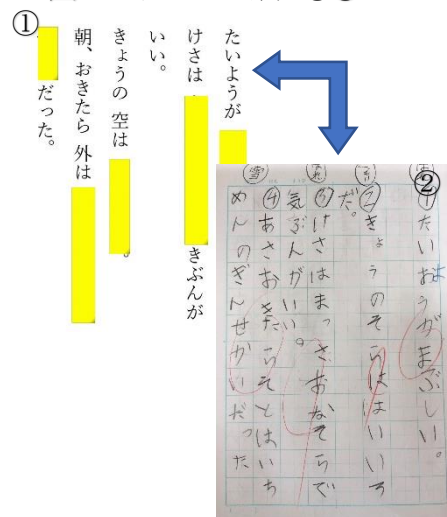 ①
たいようが
けさは きぶんが
いい。
きょうの 空は 。
朝、おきたら 外は
だった。
②
①たいおうがまぶしい。
よ
②きょうのそらははいいろ
だ。
③けさはまっさおなそらで
気ぶんがいい。
雪
④あさおきたらそとはいち
めんのぎんせかいだった